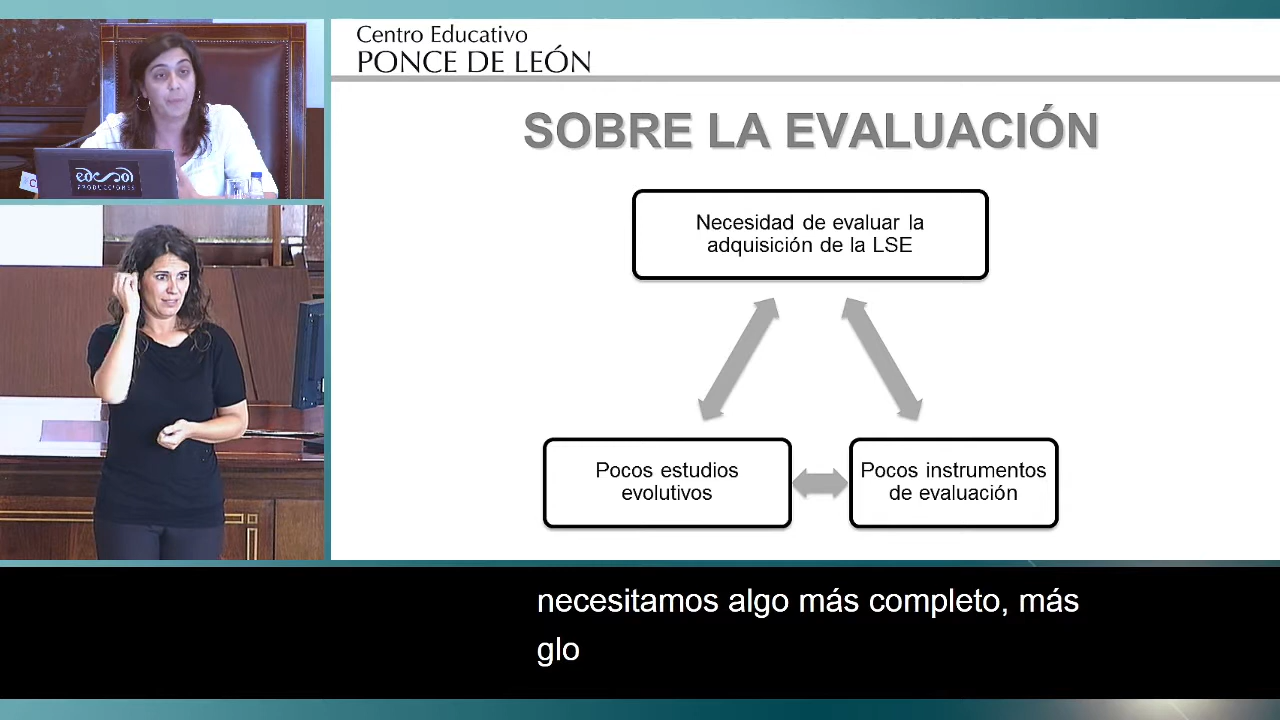 Centro Educativo
PONCE DE LEÓN
SOBRE LA EVALUACIÓN
Necesidad de evaluar la
adquisición de la LSE
Pocos estudios
evolutivos
Pocos instrumentos
de evaluación
PRODUCCIONES
necesitamos algo más completo, más
glo